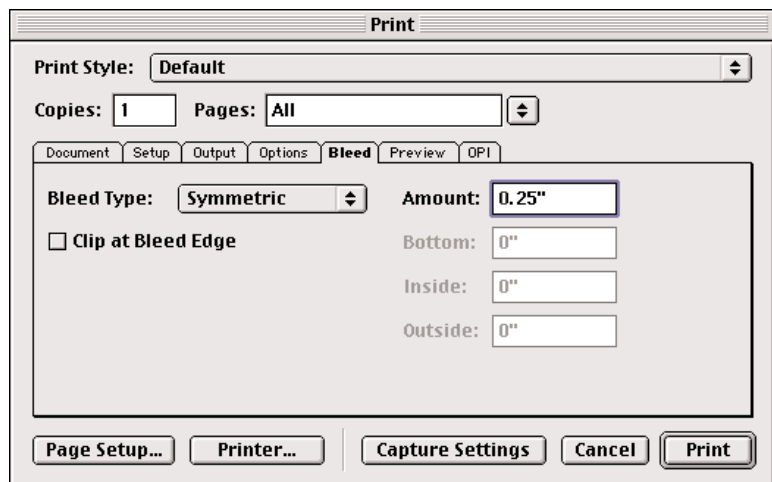 Print
Print Style: Default
Copies: 1 Pages: All
Document Setup Output Options Bleed Preview OPI
Bleed Type: Symmetric Amount: 0.25"
Clip at Bleed Edge Bottom: 0"
Inside: 0"
Outside: 0"
Page Setup... Printer... Capture Settings Cancel Print